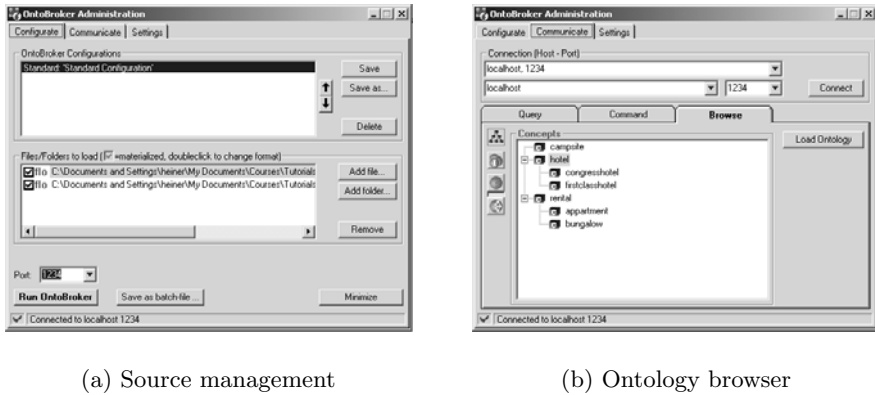 OntoBroker Administration
Configurate Communicate Settings
OntoBroker Configurations
Standard: 'Standard Configuration'
Save
Save as...
Delete
Files/Folders to load ( =materialized, doubleclick to change format)
flo C:\Documents and Settings\heiner\My Documents\Courses\Tutorials
flo C:\Documents and Settings\heiner\My Documents\Courses\Tutorials
Add file...
Add folder...
Remove
Port: 1234
Run OntoBroker Save as batch-file ... Minimize
Connected to localhost 1234
(a) Source management
OntoBroker Administration
Configurate Communicate Settings
Connection (Host - Port)
localhost, 1234
localhost 1234 Connect
Query Command Browse
Concepts
Load Ontology
campsite
hotel
congresshotel
firstclasshotel
rental
appartment
bungalow
Connected to localhost 1234
(b) Ontology browser